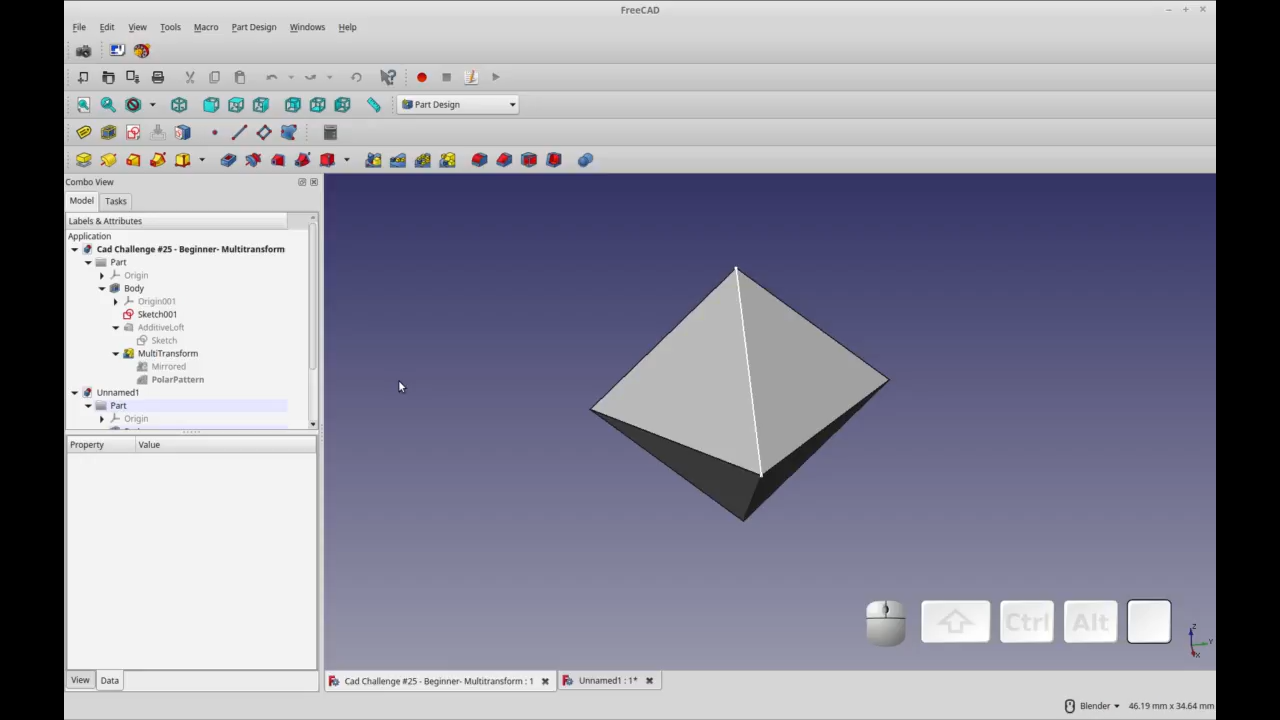 FreeCAD
File Edit View Tools Macro Part Design Windows Help
Part Design
Combo View
Model Tasks
Labels & Attributes
Application
Cad Challenge #25 - Beginner- Multitransform
Part
Origin
Body
Origin001
Sketch001
AdditiveLoft
Sketch
MultiTransform
Mirrored
PolarPattern
Unnamed1
Part
Origin
Property Value
Ctrl Alt
Z
Y
X
View Data
Cad Challenge #25 - Beginner- Multitransform : 1 Unnamed1 : 1*
Blender 46.19 mm x 34.64 mm